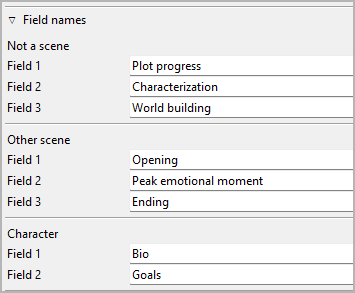 Field names
Not a scene
Field 1 Plot progress
Field 2 Characterization
Field 3 World building
Other scene
Field 1 Opening
Field 2 Peak emotional moment
Field 3 Ending
Character
Field 1 Bio
Field 2 Goals